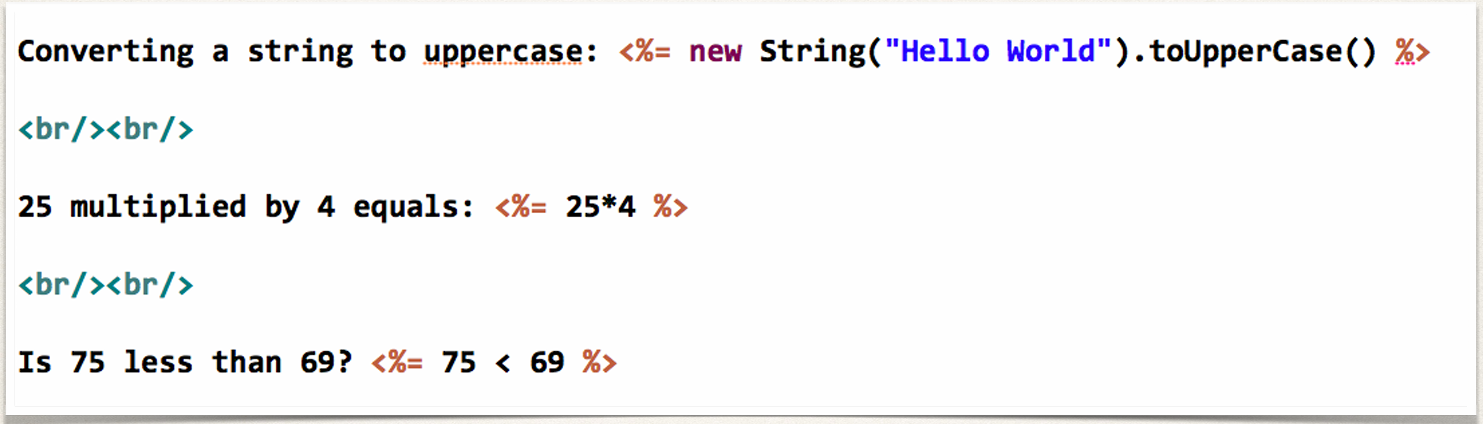 Converting a string to uppercase: <%= new String("Hello World").toUpperCase() %>
<br/><br/>
25 multiplied by 4 equals: <%= 25*4 %>
<br/><br/>
Is 75 less than 69? <%= 75 < 69 %>